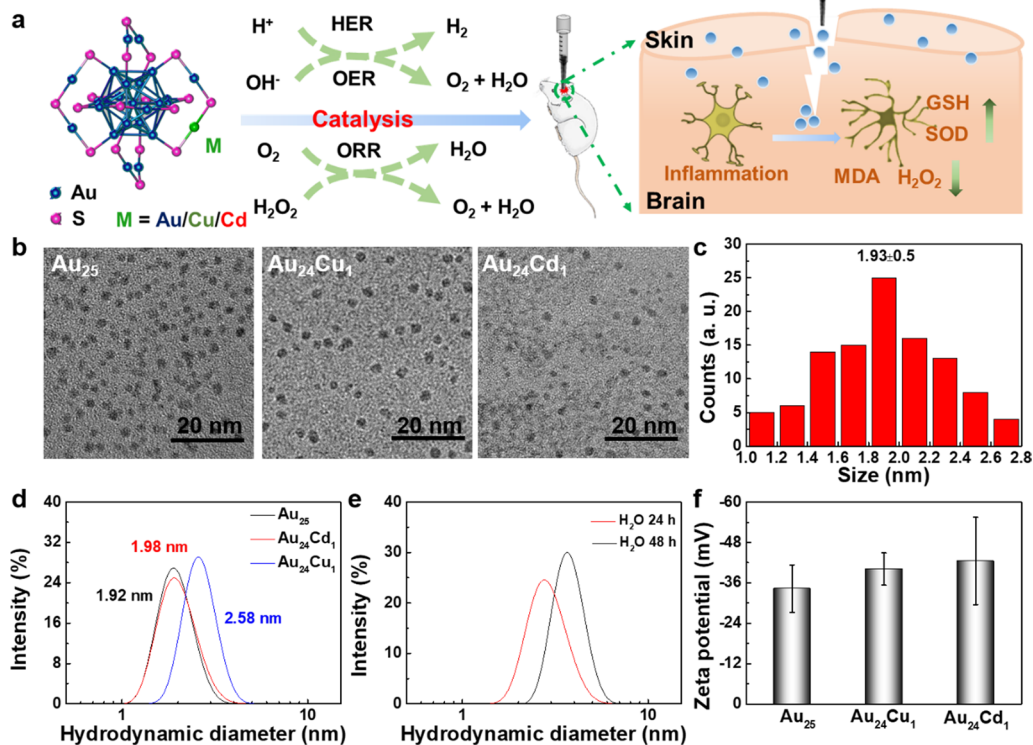 a
S
Au
M
Au
S
M = Au/Cu/Cd
H⁺ HER H₂
OH⁻ OER O₂ + H₂O
Catalysis
O₂ ORR H₂O
H₂O₂ O₂ + H₂O
Skin
Inflammation
GSH
SOD
MDA H₂O₂
Brain
b
Au₂₅
20 nm
Au₂₄Cu₁
20 nm
Au₂₄Cd₁
20 nm
c
1.93±0.5
Counts (a. u.)
30
25
20
15
10
5
0
1.0 1.2 1.4 1.6 1.8 2.0 2.2 2.4 2.6 2.8
Size (nm)
d
Intensity (%)
40
32
24
16
8
0
Au₂₅
Au₂₄Cd₁
Au₂₄Cu₁
1.98 nm
1.92 nm
2.58 nm
1 10
Hydrodynamic diameter (nm)
e
Intensity (%)
40
30
20
10
0
H₂O 24 h
H₂O 48 h
1 10
Hydrodynamic diameter (nm)
f
Zeta potential (mV)
-60
-48
-36
-24
-12
0
Au₂₅ Au₂₄Cu₁ Au₂₄Cd₁